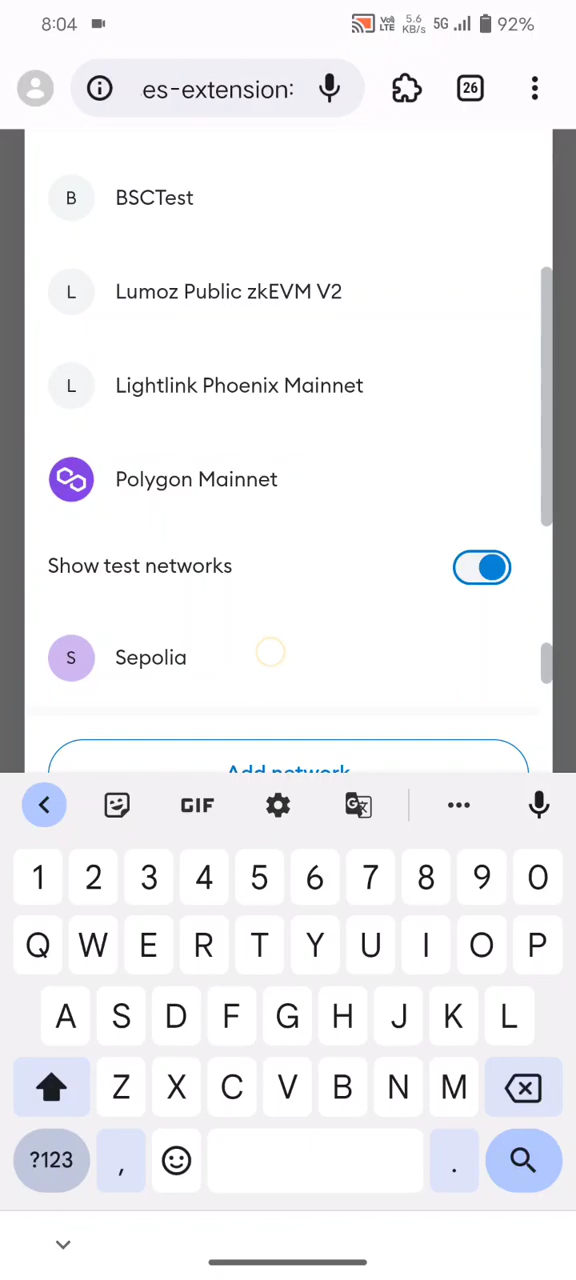 8:04 Vo) LTE 5.6 KB/s 5G 92%
es-extension: 26
B BSCTest
L Lumoz Public zkEVM V2
L Lightlink Phoenix Mainnet
Polygon Mainnet
Show test networks
S Sepolia
Add network
GIF
1 2 3 4 5 6 7 8 9 0
Q W E R T Y U I O P
A S D F G H J K L
Z X C V B N M
?123 , .